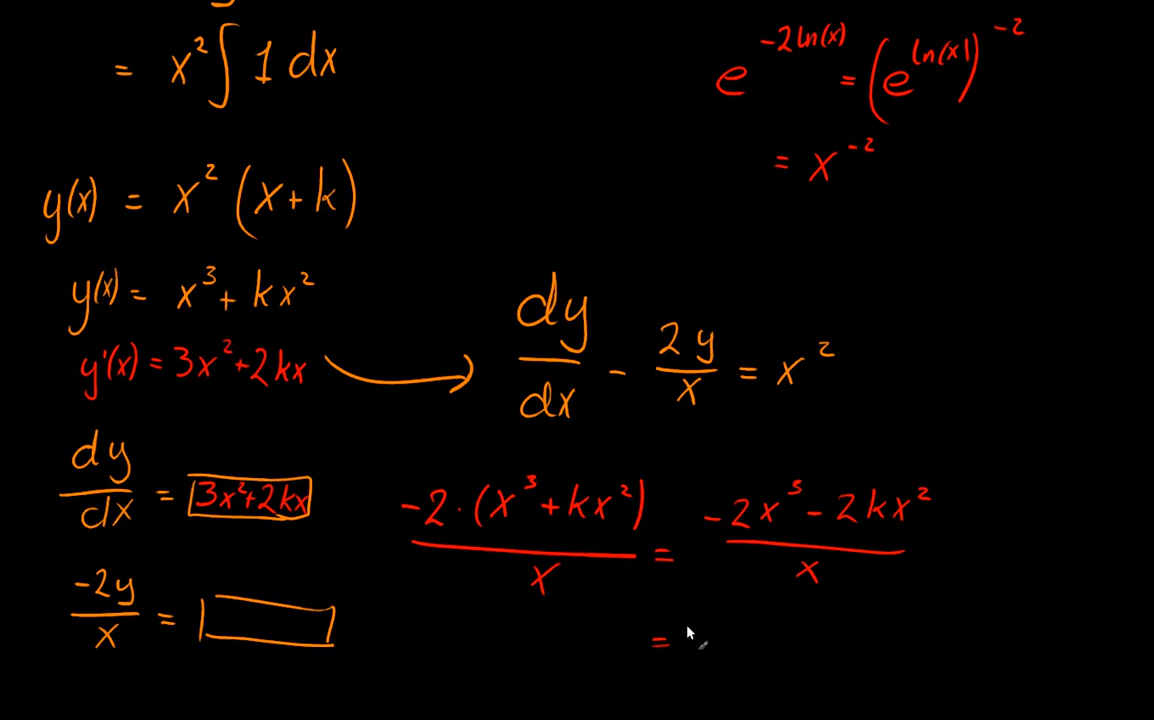 = x² ∫ 1 dx
e^(-2ln(x)) = (e^(ln(x)))^(-2)
= x^(-2)
y(x) = x² (x+k)
y(x) = x³ + kx²
y'(x) = 3x² + 2kx
dy/dx - 2y/x = x²
dy/dx = 3x²+2kx
-2·(x³+kx²)/x = (-2x³ - 2kx²)/x
-2y/x =
=